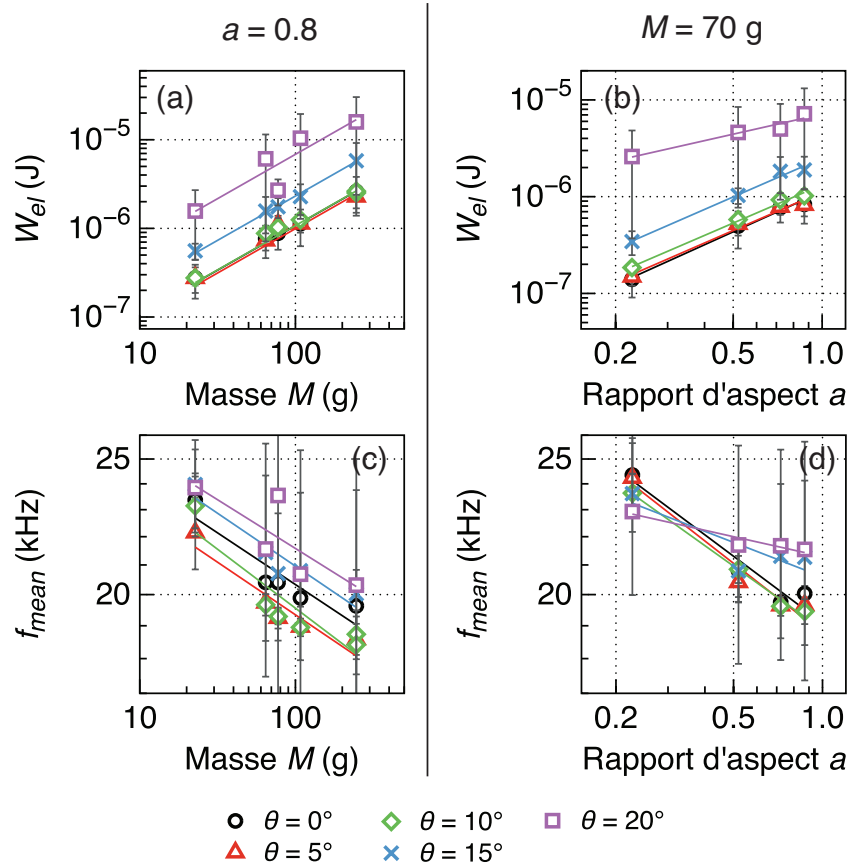 a = 0.8
M = 70 g
(a)
W_el (J)
10⁻⁵
10⁻⁶
10⁻⁷
10
100
Masse M (g)
(b)
W_el (J)
10⁻⁵
10⁻⁶
10⁻⁷
0.2
0.5
1.0
Rapport d'aspect a
(c)
f_mean (kHz)
25
20
10
100
Masse M (g)
(d)
f_mean (kHz)
25
20
0.2
0.5
1.0
Rapport d'aspect a
θ = 0°
θ = 10°
θ = 20°
θ = 5°
θ = 15°